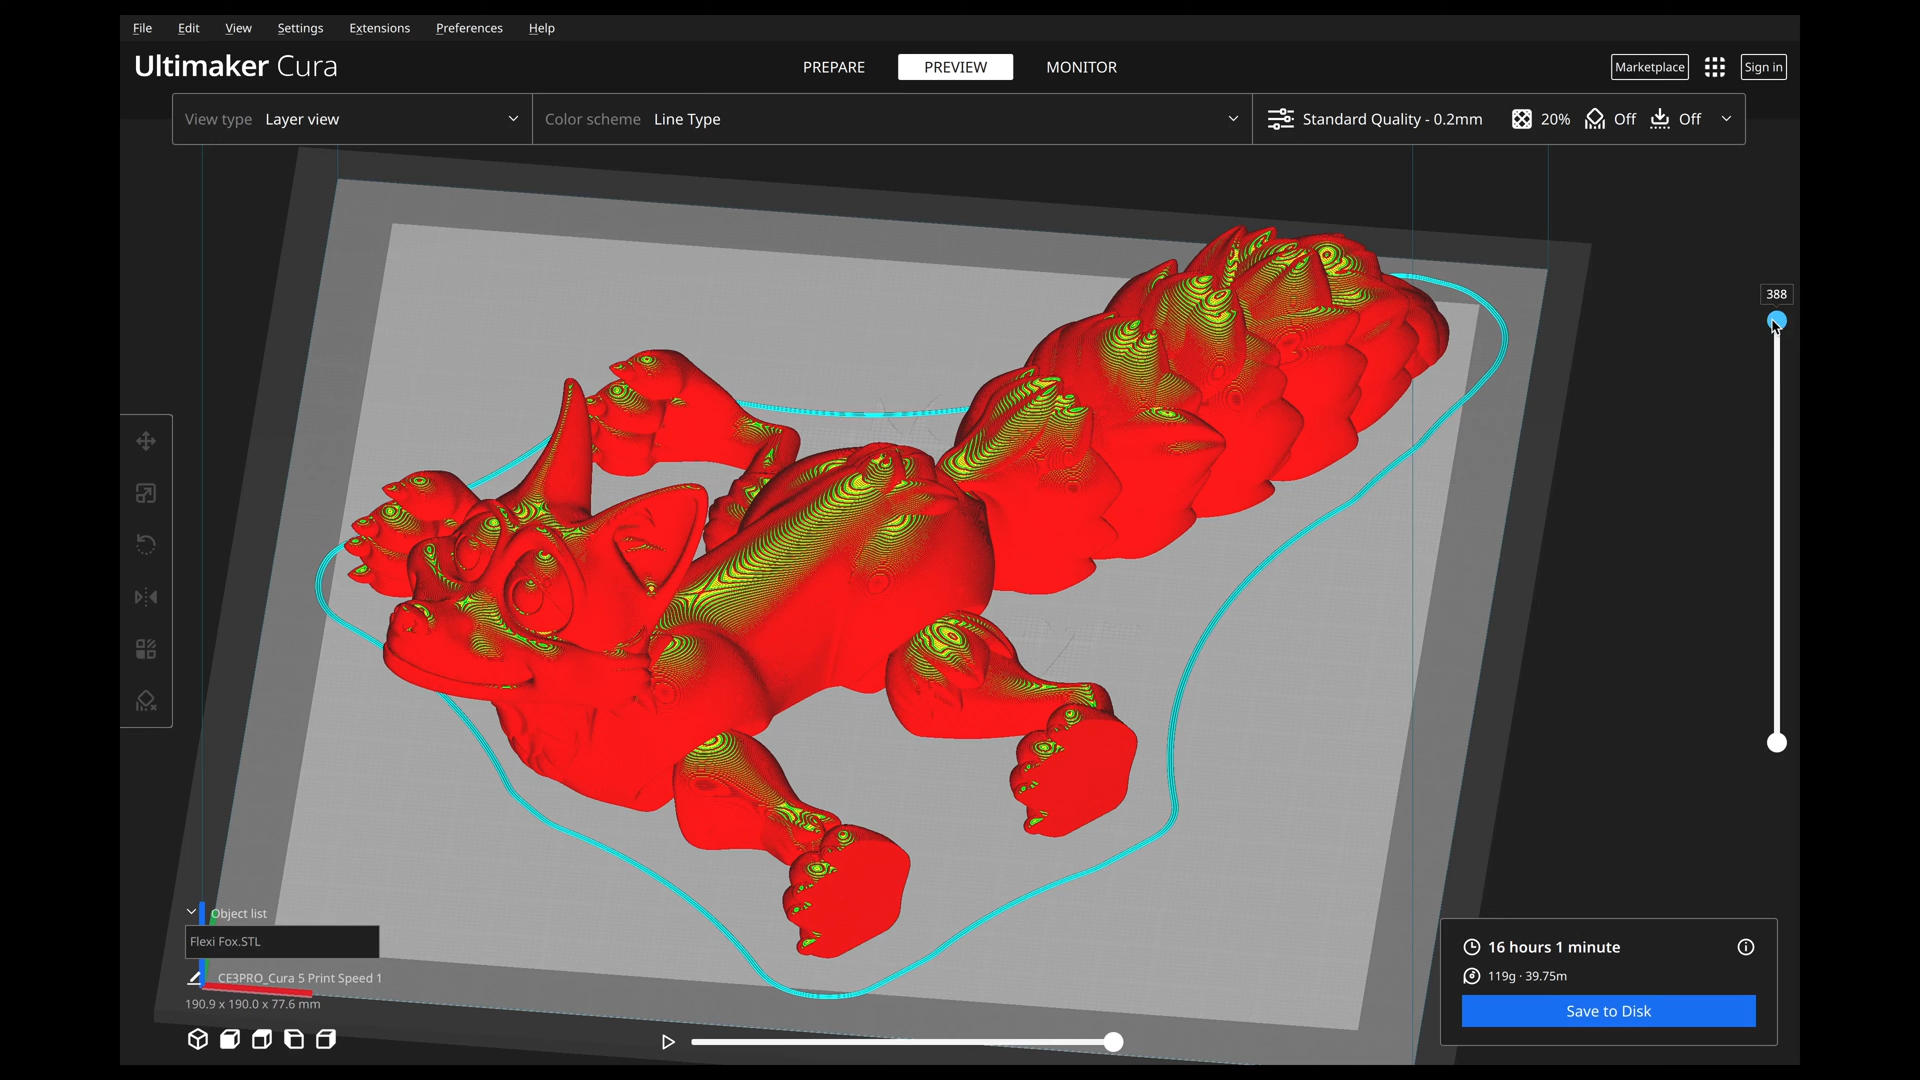 File Edit View Settings Extensions Preferences Help
Ultimaker Cura PREPARE PREVIEW MONITOR Marketplace Sign in
View type Layer view Color scheme Line Type Standard Quality - 0.2mm 20% Off Off
388
Object list
Flexi Fox.STL
CE3PRO_Cura 5 Print Speed 1
190.9 x 190.0 x 77.6 mm
16 hours 1 minute
119g · 39.75m
Save to Disk